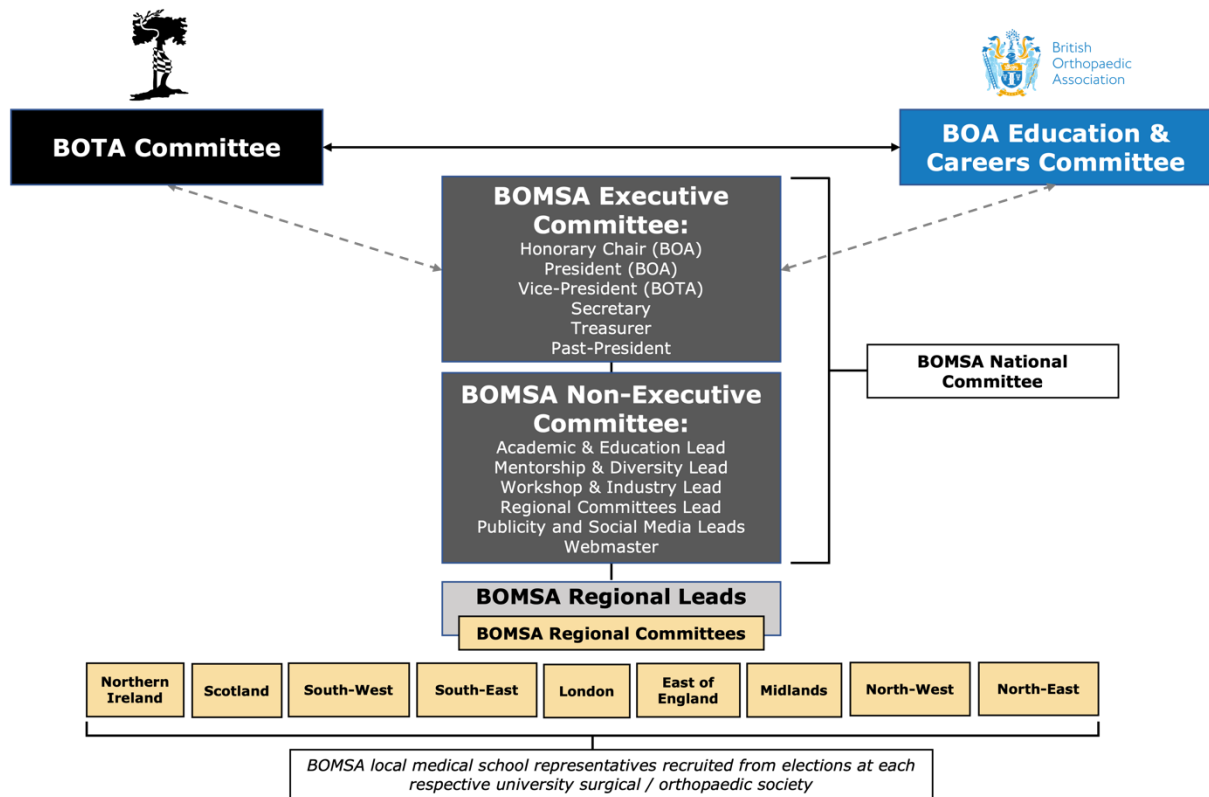 British
Orthopaedic
Association
BOTA Committee
BOA Education &
Careers Committee
BOMSA Executive
Committee:
Honorary Chair (BOA)
President (BOA)
Vice-President (BOTA)
Secretary
Treasurer
Past-President
BOMSA National
Committee
BOMSA Non-Executive
Committee:
Academic & Education Lead
Mentorship & Diversity Lead
Workshop & Industry Lead
Regional Committees Lead
Publicity and Social Media Leads
Webmaster
BOMSA Regional Leads
BOMSA Regional Committees
Northern
Ireland
Scotland
South-West
South-East
London
East of
England
Midlands
North-West
North-East
BOMSA local medical school representatives recruited from elections at each
respective university surgical / orthopaedic society